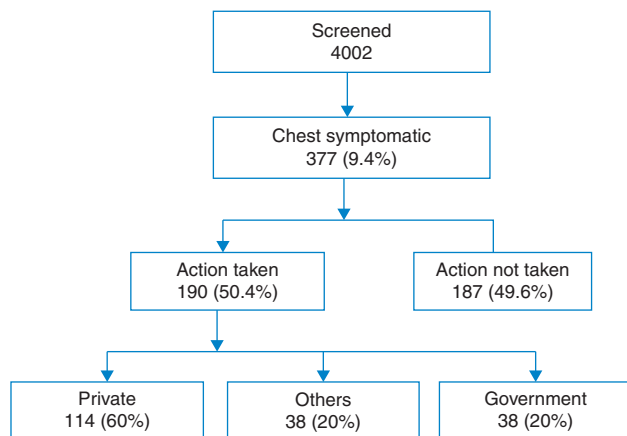 Screened
4002
Chest symptomatic
377 (9.4%)
Action taken
190 (50.4%)
Action not taken
187 (49.6%)
Private
114 (60%)
Others
38 (20%)
Government
38 (20%)